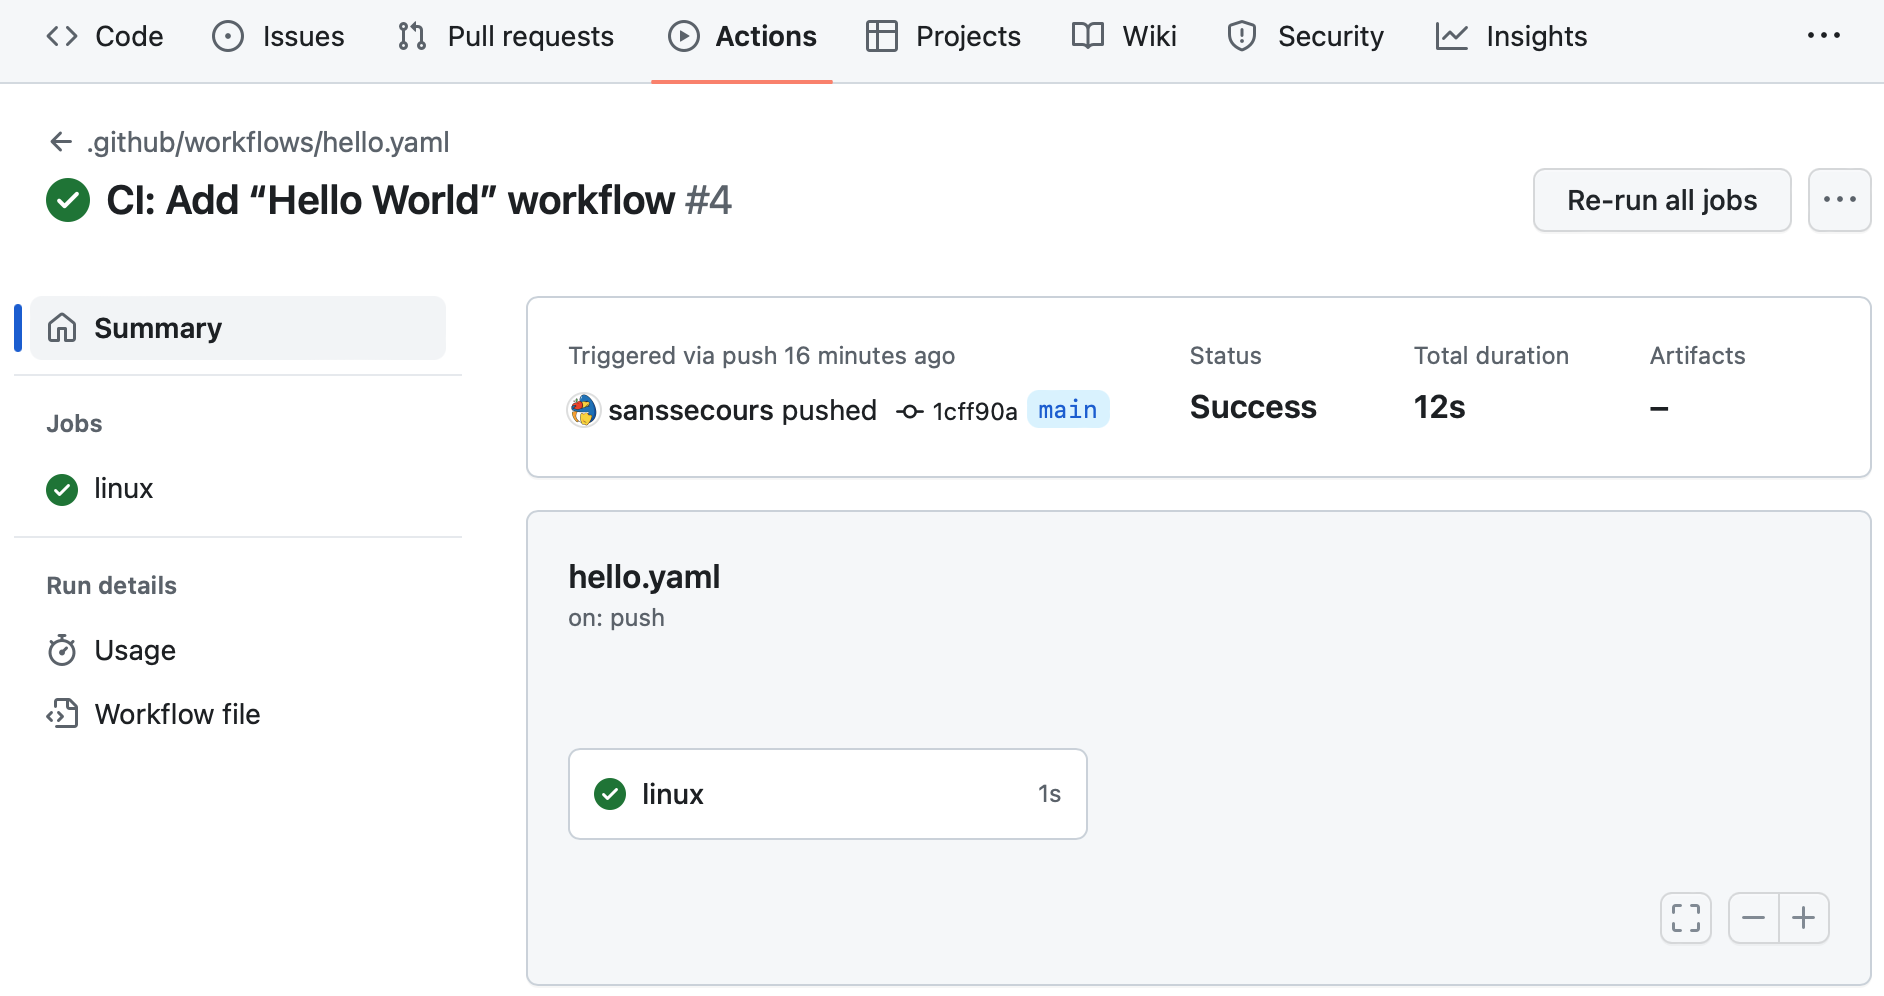 Code Issues Pull requests Actions Projects Wiki Security Insights
.github/workflows/hello.yaml
CI: Add “Hello World” workflow #4
Re-run all jobs
Summary
Jobs
linux
Run details
Usage
Workflow file
Triggered via push 16 minutes ago
sanssecours pushed 1cff90a main
Status
Success
Total duration
12s
Artifacts
–
hello.yaml
on: push
linux 1s